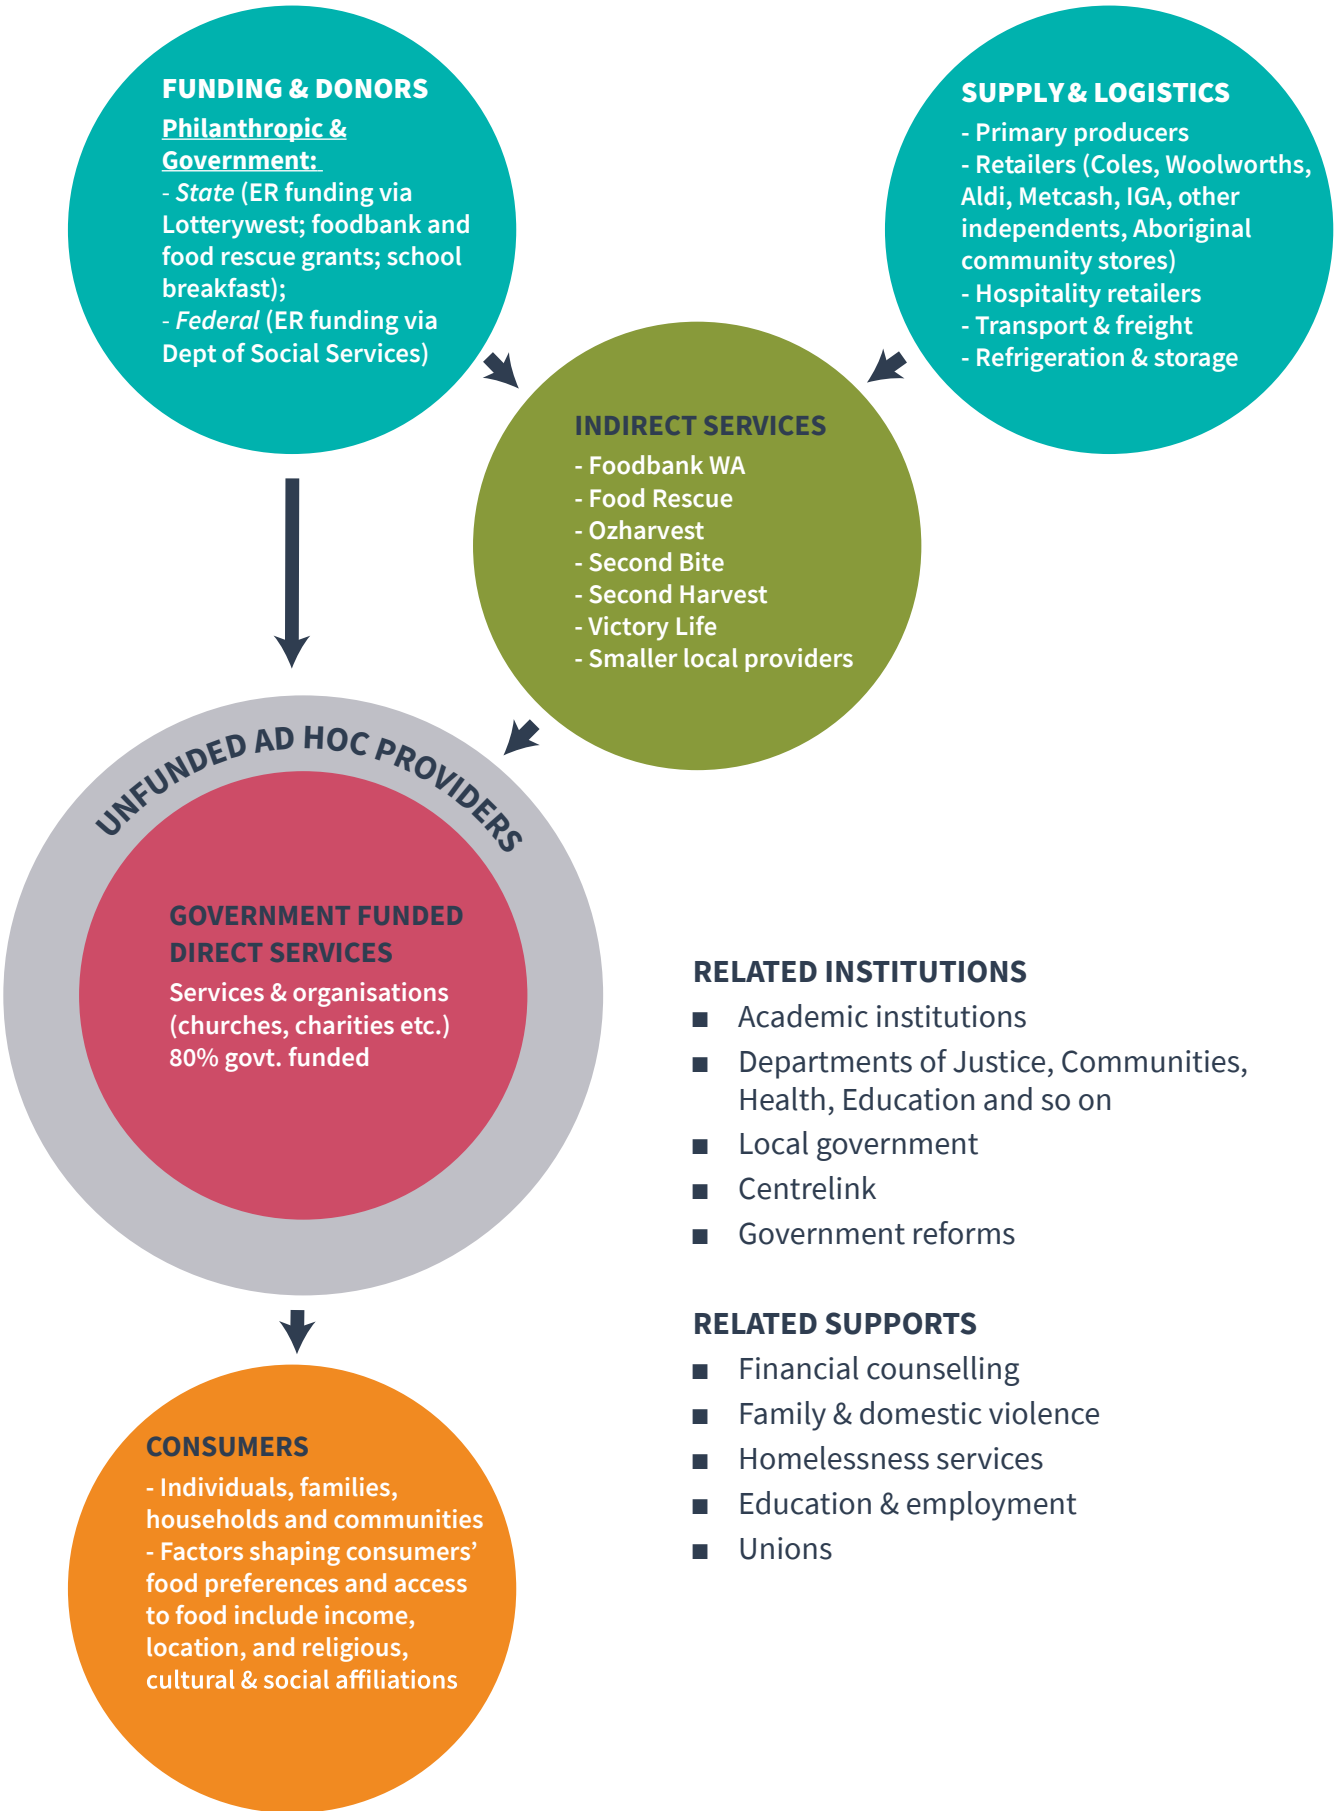 FUNDING & DONORS
Philanthropic &
Government:
- State (ER funding via
Lotterywest; foodbank and
food rescue grants; school
breakfast);
- Federal (ER funding via
Dept of Social Services)
SUPPLY & LOGISTICS
- Primary producers
- Retailers (Coles, Woolworths,
Aldi, Metcash, IGA, other
independents, Aboriginal
community stores)
- Hospitality retailers
- Transport & freight
- Refrigeration & storage
INDIRECT SERVICES
- Foodbank WA
- Food Rescue
- Ozharvest
- Second Bite
- Second Harvest
- Victory Life
- Smaller local providers
UNFUNDED AD HOC PROVIDERS
GOVERNMENT FUNDED
DIRECT SERVICES
Services & organisations
(churches, charities etc.)
80% govt. funded
RELATED INSTITUTIONS
■ Academic institutions
■ Departments of Justice, Communities,
Health, Education and so on
■ Local government
■ Centrelink
■ Government reforms
RELATED SUPPORTS
■ Financial counselling
■ Family & domestic violence
■ Homelessness services
■ Education & employment
■ Unions
CONSUMERS
- Individuals, families,
households and communities
- Factors shaping consumers’
food preferences and access
to food include income,
location, and religious,
cultural & social affiliations